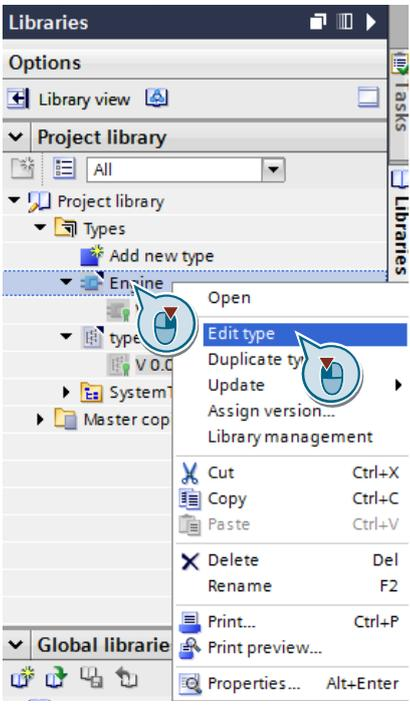 Libraries
Options
Library view
Project library
All
Project library
Types
Add new type
Engine
Open
Edit type
Duplicate ty
Update
Assign version...
Library management
type
V 0.0
SystemT
Master cop
Cut Ctrl+X
Copy Ctrl+C
Paste Ctrl+V
Delete Del
Rename F2
Print... Ctrl+P
Print preview...
Properties... Alt+Enter
Global librarie
Tasks
Libraries